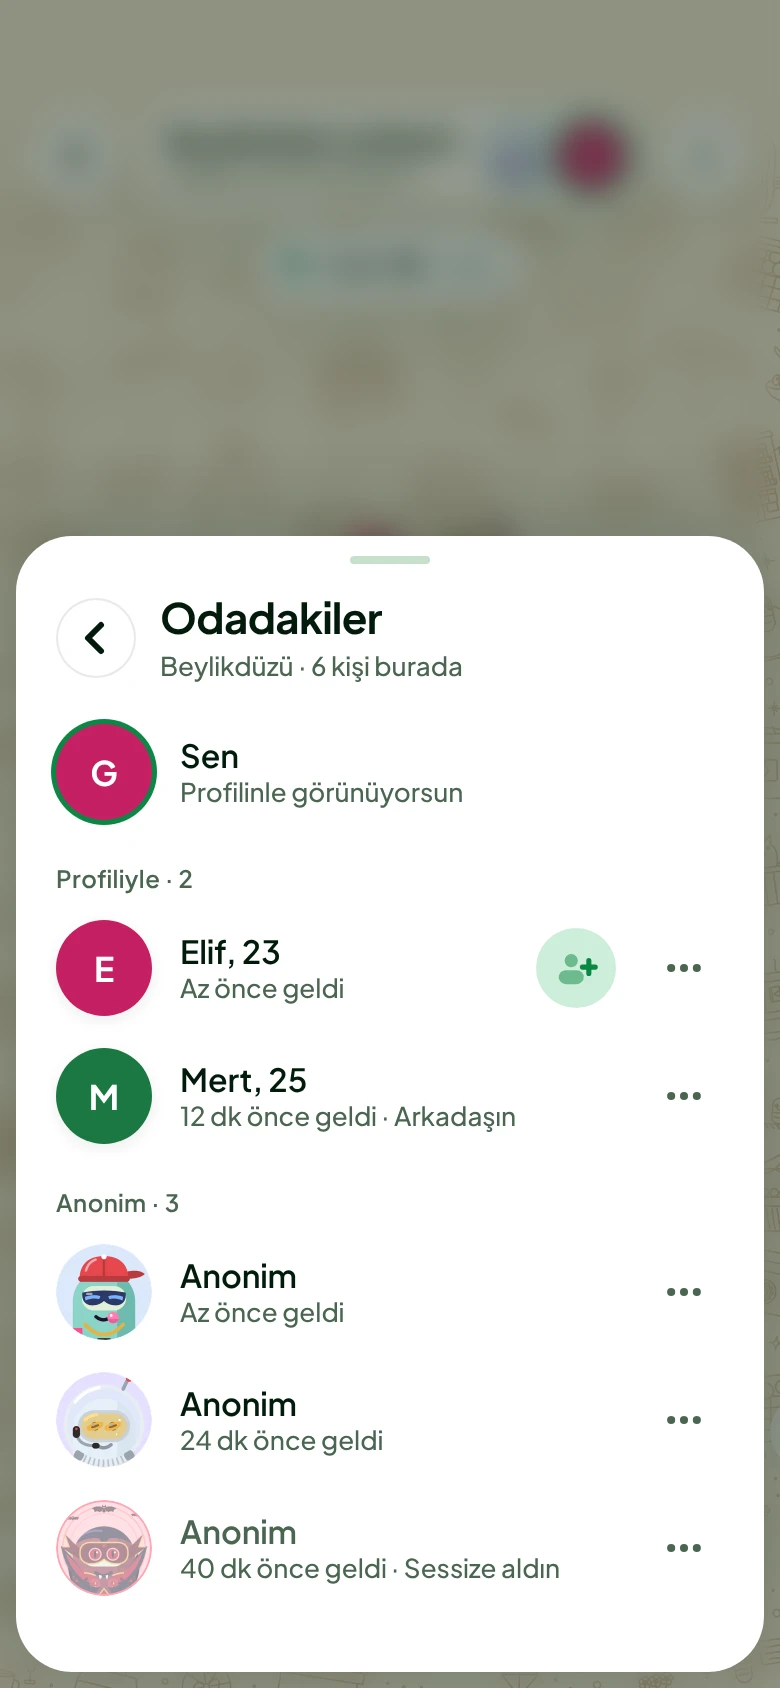 Odadakiler
Beylikdüzü · 6 kişi burada
G
Sen
Profilinle görünüyorsun
Profiliyle · 2
E
Elif, 23
Az önce geldi
M
Mert, 25
12 dk önce geldi · Arkadaşın
Anonim · 3
Anonim
Az önce geldi
Anonim
24 dk önce geldi
Anonim
40 dk önce geldi · Sessize aldın